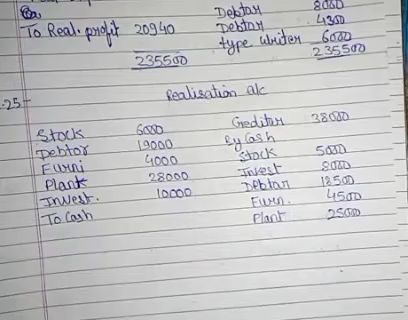 Debtor 8000
To Real. profit 20940 Debtor 4300
type writer 6000
235500 235500
25
Realisation a/c
Stock 6000 Creditor 38000
Debtor 19000 By Cash
Furni 4000 Stock 5000
Plant 28000 Invest 8000
Invest. 10000 Debtor 18500
To Cash Furn. 4500
Plant 25000